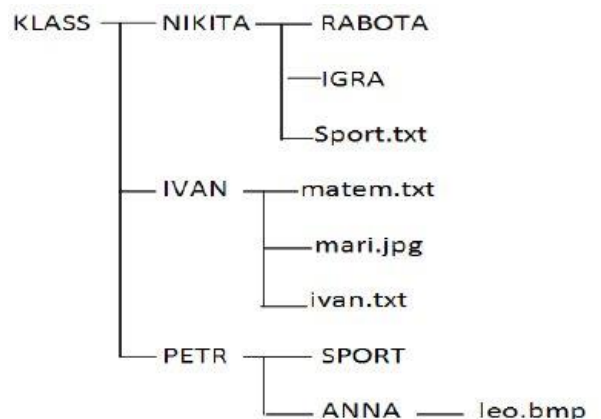 KLASS NIKITA RABOTA
IGRA
Sport.txt
IVAN matem.txt
mari.jpg
ivan.txt
PETR SPORT
ANNA leo.bmp